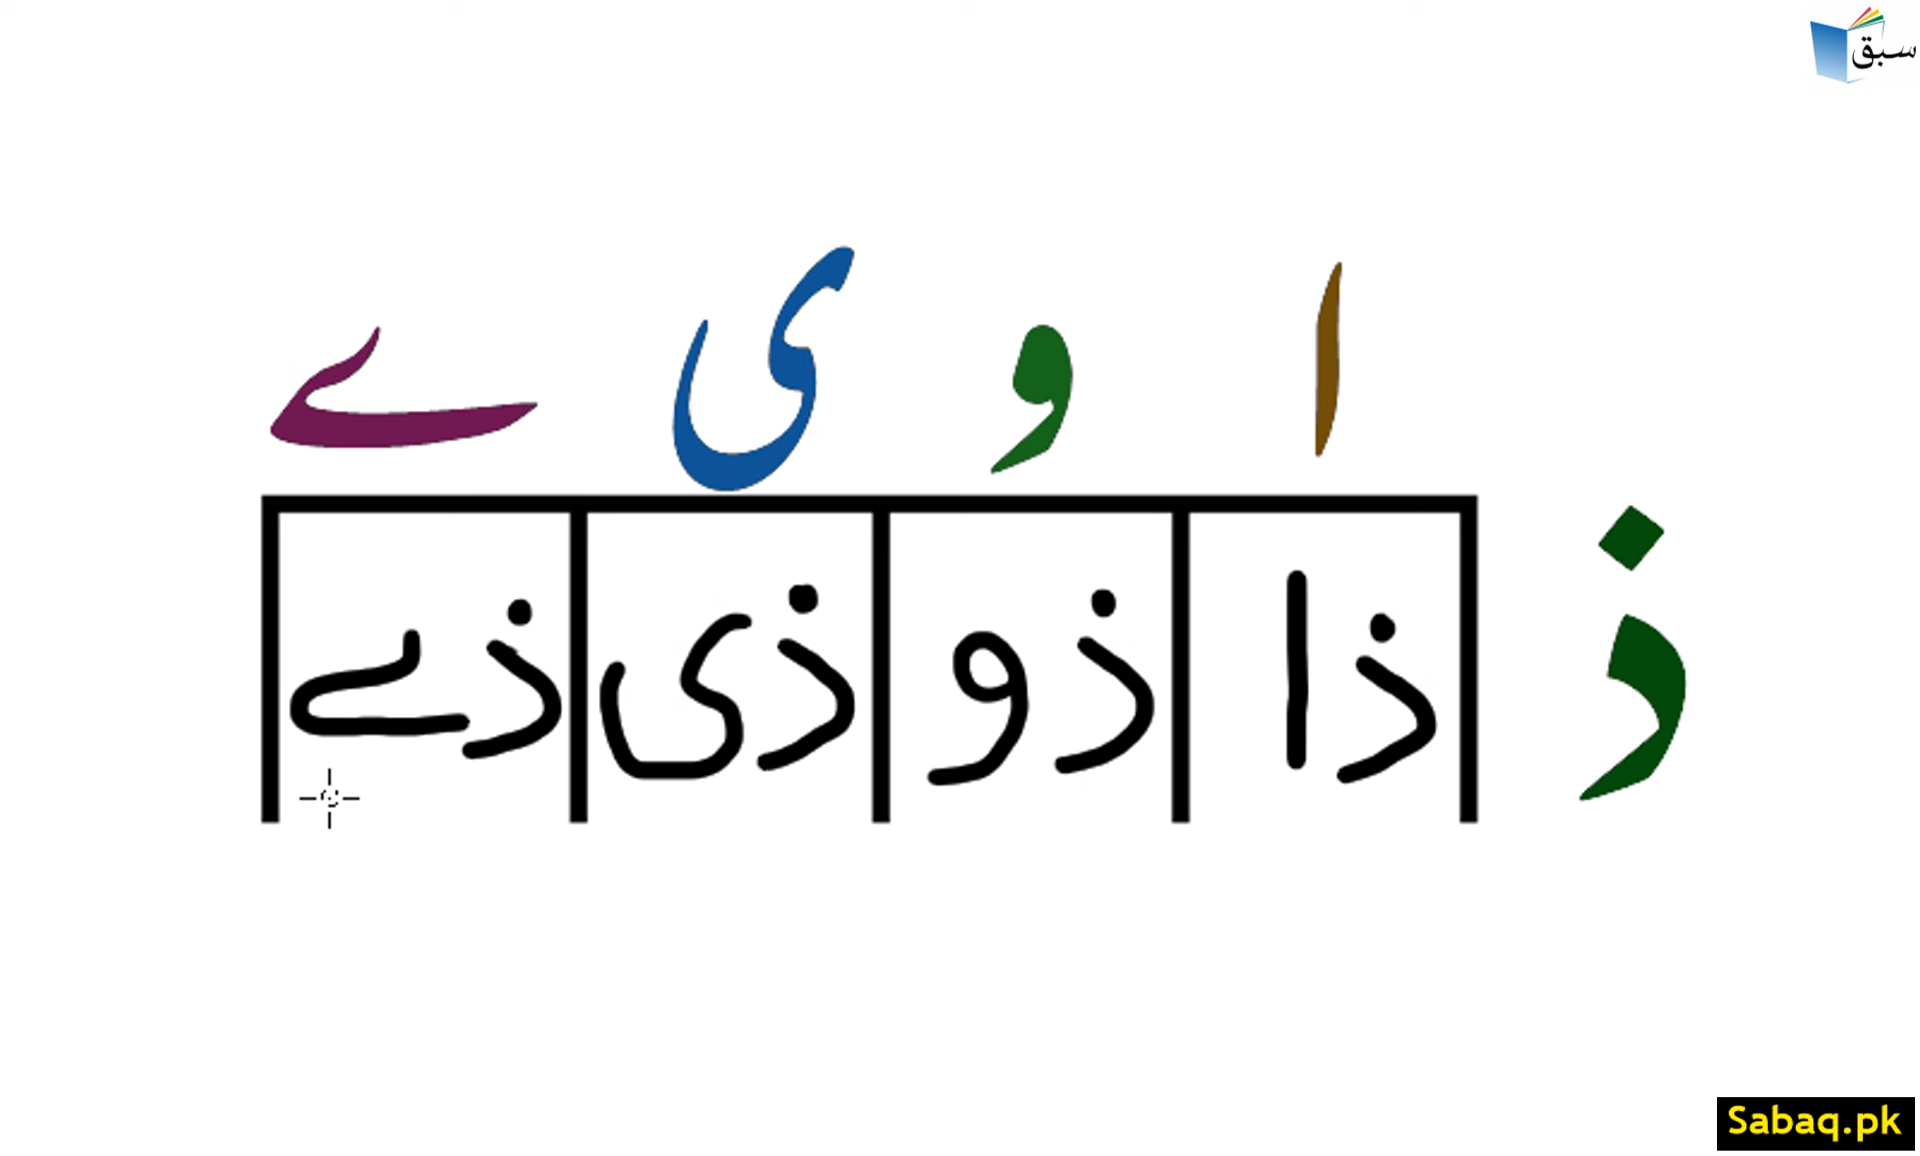 سبق
ا و ی ے
ذ
ذا ذو ذی ذے
Sabaq.pk